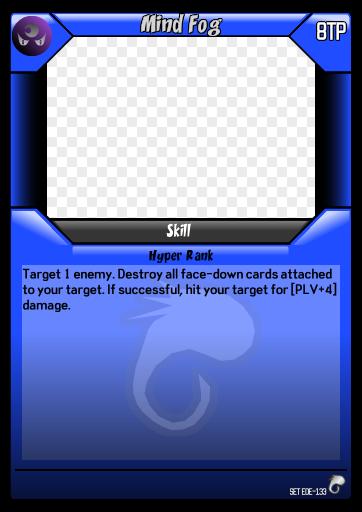 Mind Fog
8TP
Skill
Hyper Rank
Target 1 enemy. Destroy all face-down cards attached
to your target. If successful, hit your target for [PLV+4]
damage.
SET EOE-133